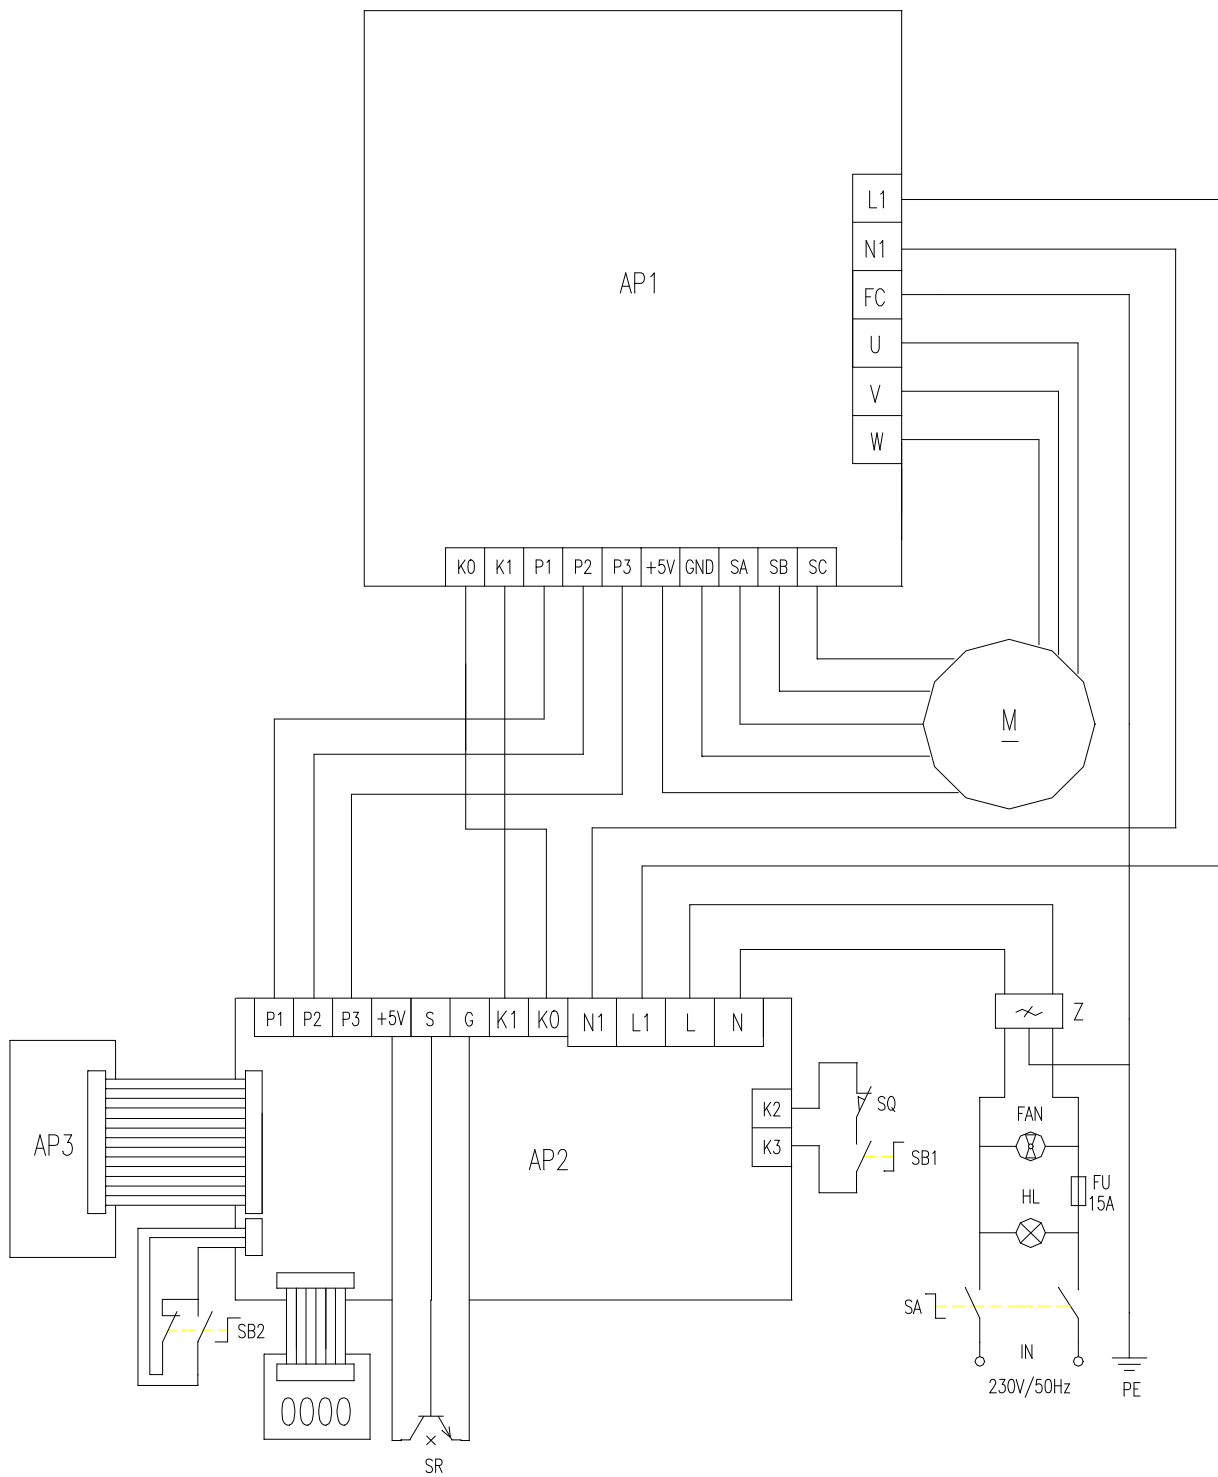 L1
N1
AP1
FC
U
V
W
K0 K1 P1 P2 P3 +5V GND SA SB SC
M
P1 P2 P3 +5V S G K1 K0 N1 L1 L N
Z
K2
SQ
FAN
AP3
K3
AP2
SB1
FU
15A
HL
SA
SB2
IN
230V/50Hz
PE
0000
SR